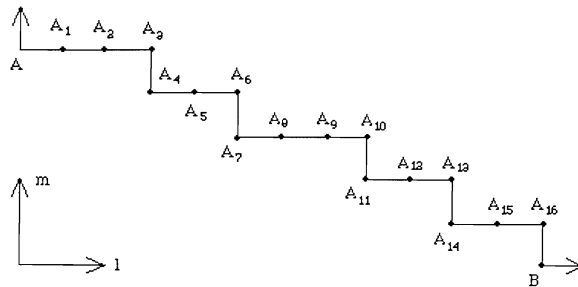 A₁ A₂ A₃
A
A₄ A₅ A₆
A₇ A₈ A₉ A₁₀
m
A₁₁ A₁₂ A₁₃
A₁₄ A₁₅ A₁₆
l
B